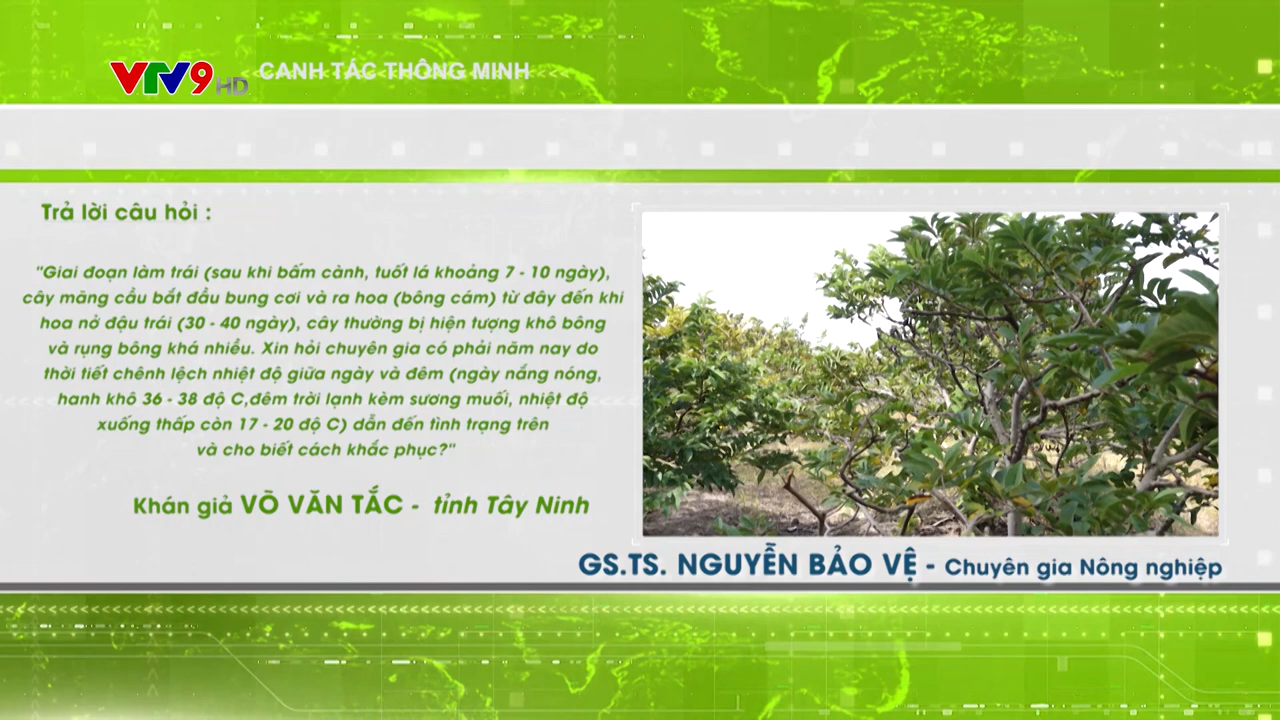 VTV9 HD CANH TÁC THÔNG MINH
Trả lời câu hỏi :
"Giai đoạn làm trái (sau khi bấm cành, tuốt lá khoảng 7 - 10 ngày),
cây mãng cầu bắt đầu bung cơi và ra hoa (bông cám) từ đây đến khi
hoa nở đậu trái (30 - 40 ngày), cây thường bị hiện tượng khô bông
và rụng bông khá nhiều. Xin hỏi chuyên gia có phải năm nay do
thời tiết chênh lệch nhiệt độ giữa ngày và đêm (ngày nắng nóng,
hanh khô 36 - 38 độ C,đêm trời lạnh kèm sương muối, nhiệt độ
xuống thấp còn 17 - 20 độ C) dẫn đến tình trạng trên
và cho biết cách khắc phục?"
Khán giả VÕ VĂN TẮC - tỉnh Tây Ninh
GS.TS. NGUYỄN BẢO VỆ - Chuyên gia Nông nghiệp